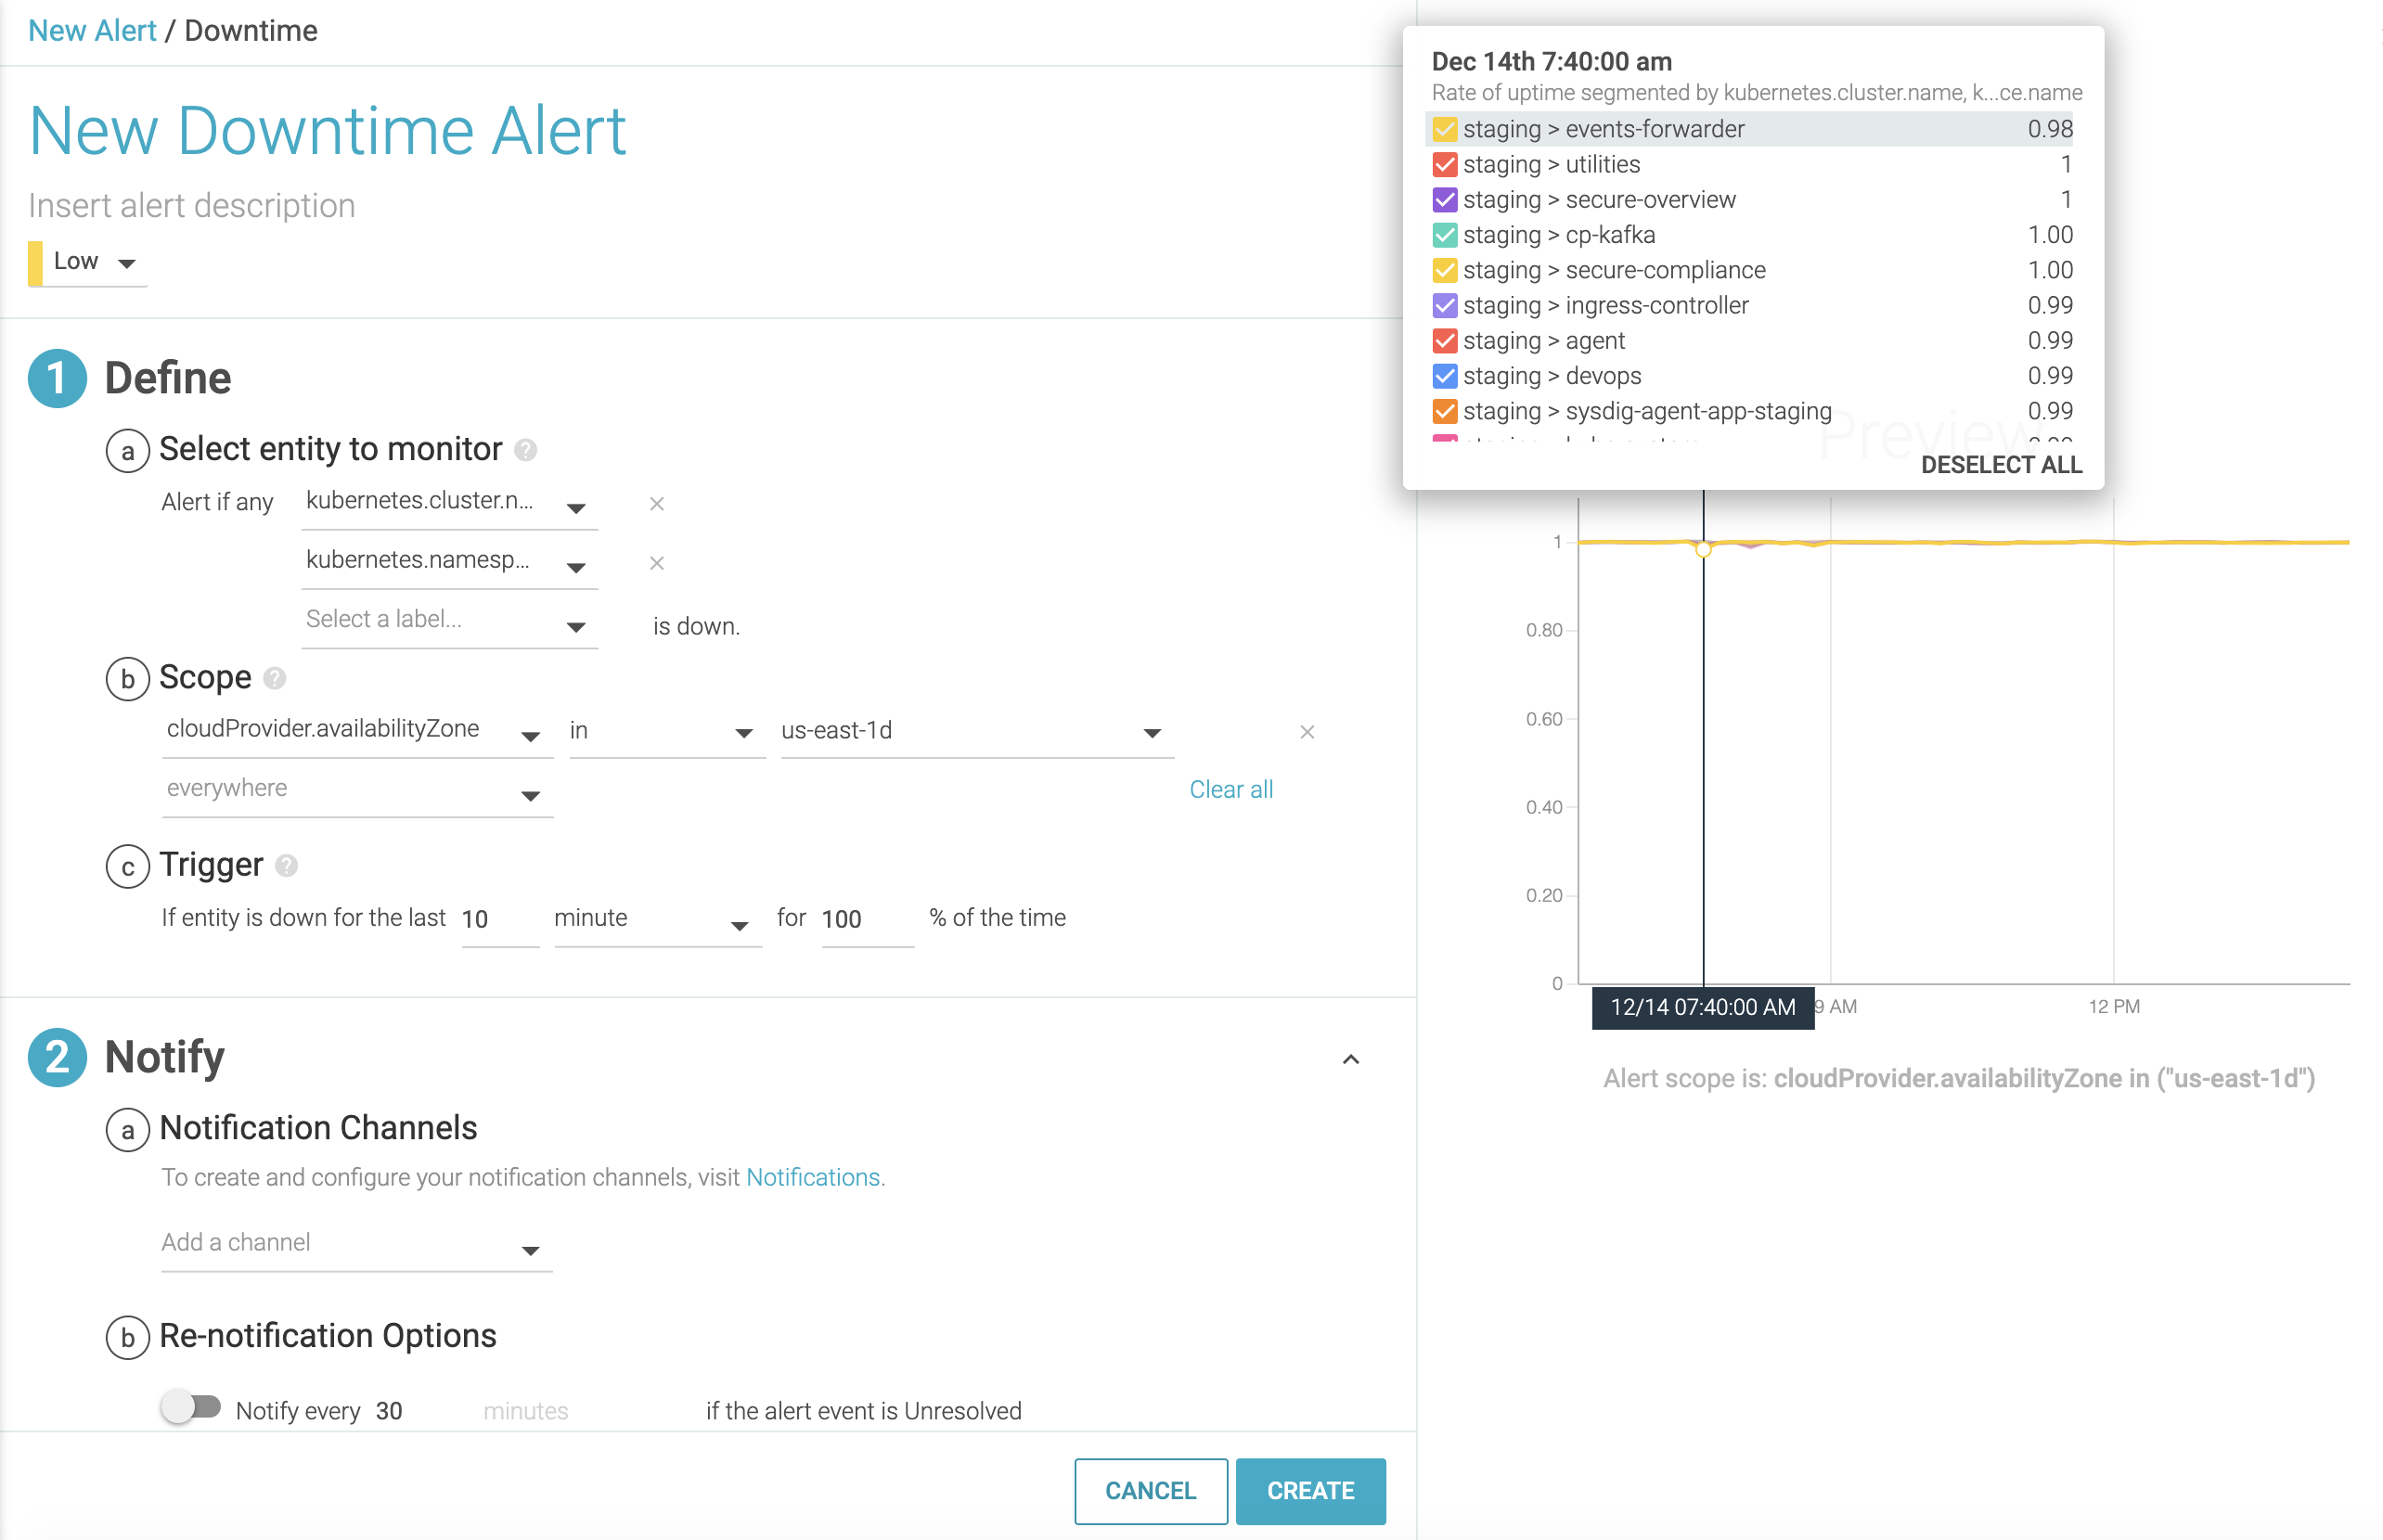 New Alert / Downtime
New Downtime Alert
Insert alert description
Low
1 Define
a Select entity to monitor ?
Alert if any kubernetes.cluster.n... ×
kubernetes.namesp... ×
Select a label... is down.
b Scope ?
cloudProvider.availabilityZone in us-east-1d ×
everywhere Clear all
c Trigger ?
If entity is down for the last 10 minute for 100 % of the time
2 Notify
a Notification Channels
To create and configure your notification channels, visit Notifications.
Add a channel
b Re-notification Options
Notify every 30 minutes if the alert event is Unresolved
CANCEL CREATE
Dec 14th 7:40:00 am
Rate of uptime segmented by kubernetes.cluster.name, k...ce.name
staging > events-forwarder 0.98
staging > utilities 1
staging > secure-overview 1
staging > cp-kafka 1.00
staging > secure-compliance 1.00
staging > ingress-controller 0.99
staging > agent 0.99
staging > devops 0.99
staging > sysdig-agent-app-staging 0.99
Preview
DESELECT ALL
1
0.80
0.60
0.40
0.20
0
12/14 07:40:00 AM 9 AM 12 PM
Alert scope is: cloudProvider.availabilityZone in ("us-east-1d")